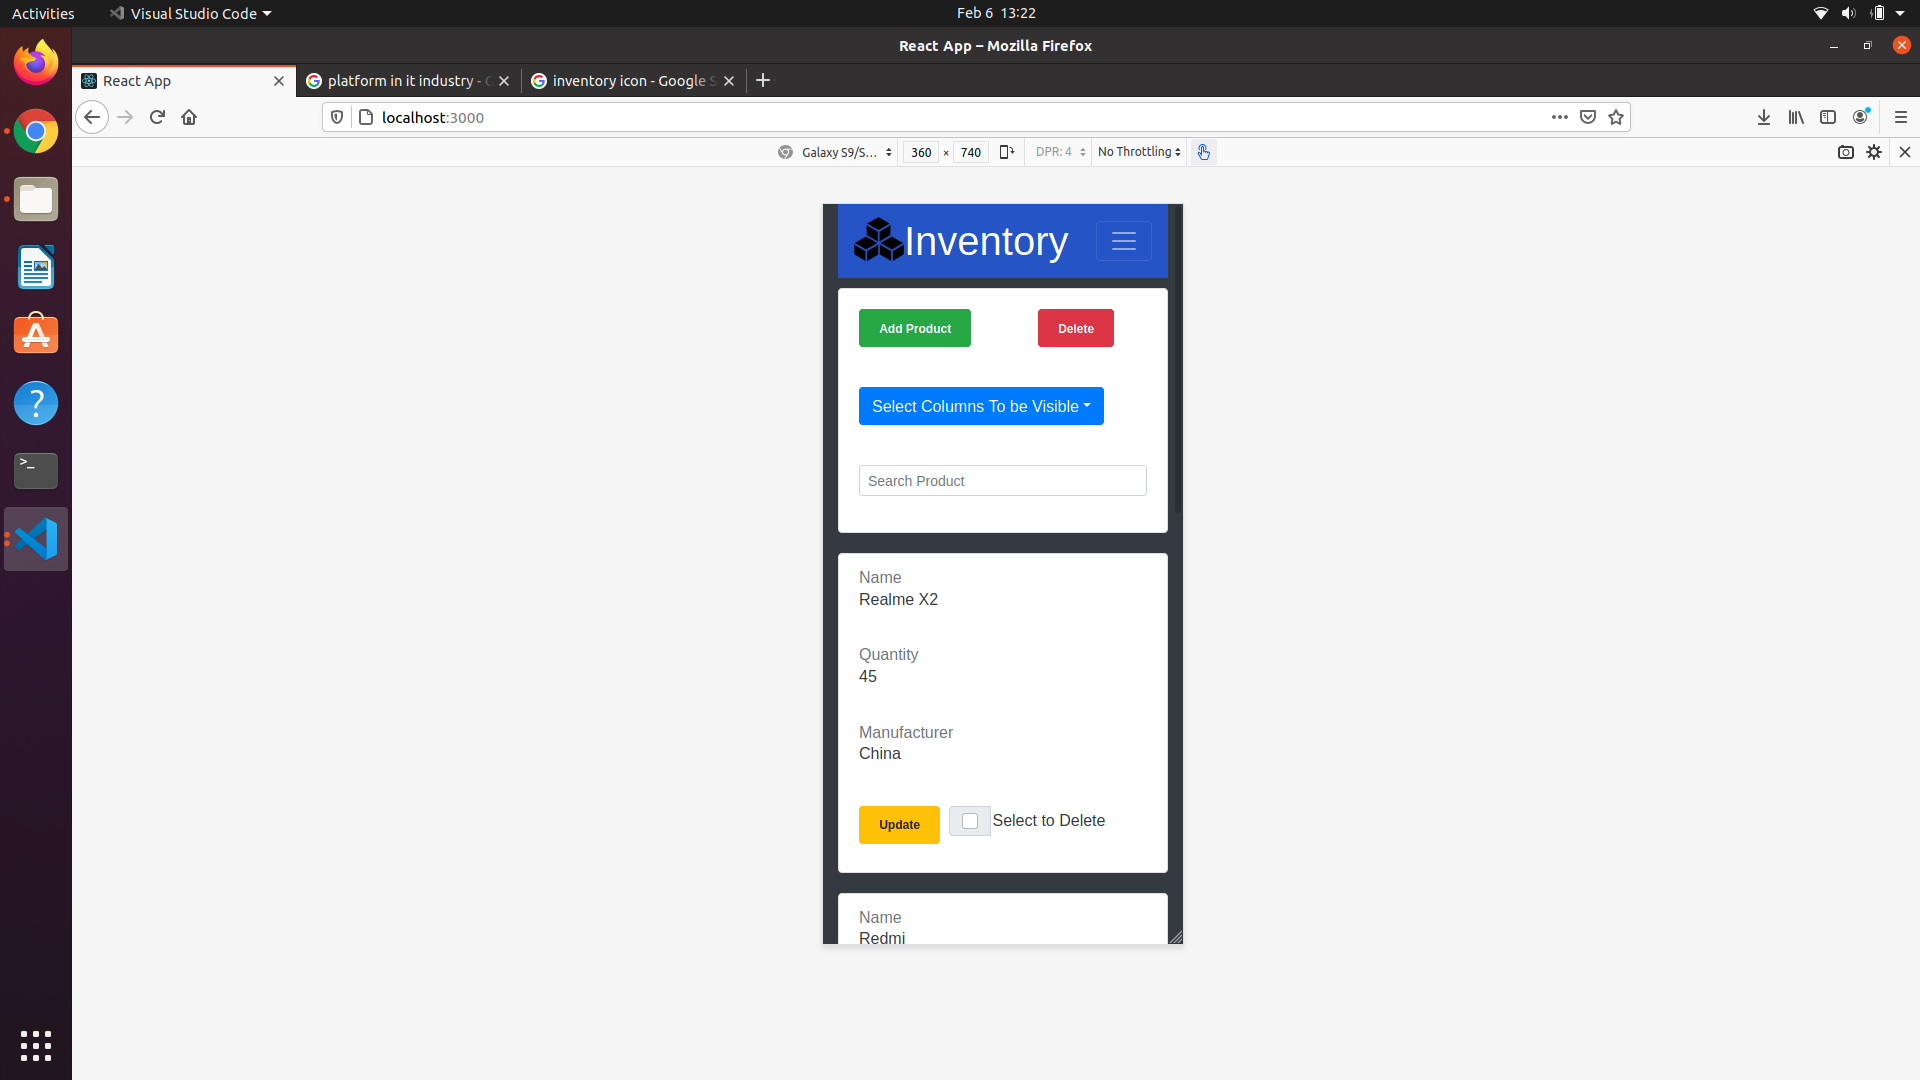 Activities
Visual Studio Code
Feb 6 13:22
React App – Mozilla Firefox
React App
platform in it industry -
inventory icon - Google
localhost:3000
Galaxy S9/S...
360 × 740
DPR: 4
No Throttling
Inventory
Add Product
Delete
Select Columns To be Visible
Search Product
Name
Realme X2
Quantity
45
Manufacturer
China
Update
Select to Delete
Name
Redmi